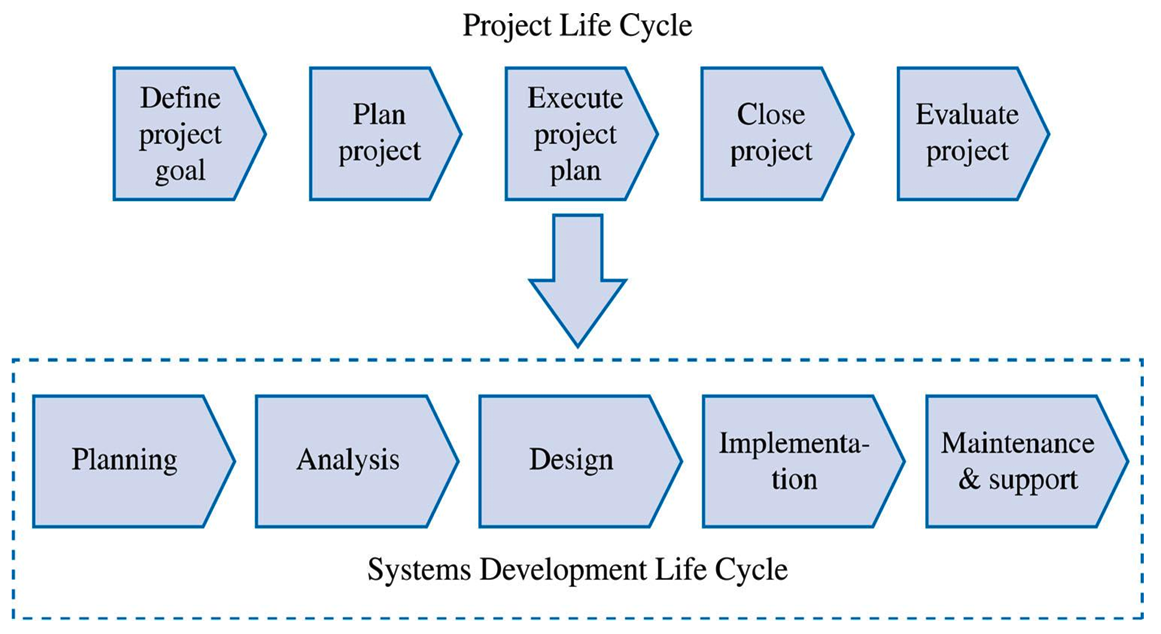 Project Life Cycle
Define
project
goal
Plan
project
Execute
project
plan
Close
project
Evaluate
project
Planning
Analysis
Design
Implementa-
tion
Maintenance
& support
Systems Development Life Cycle